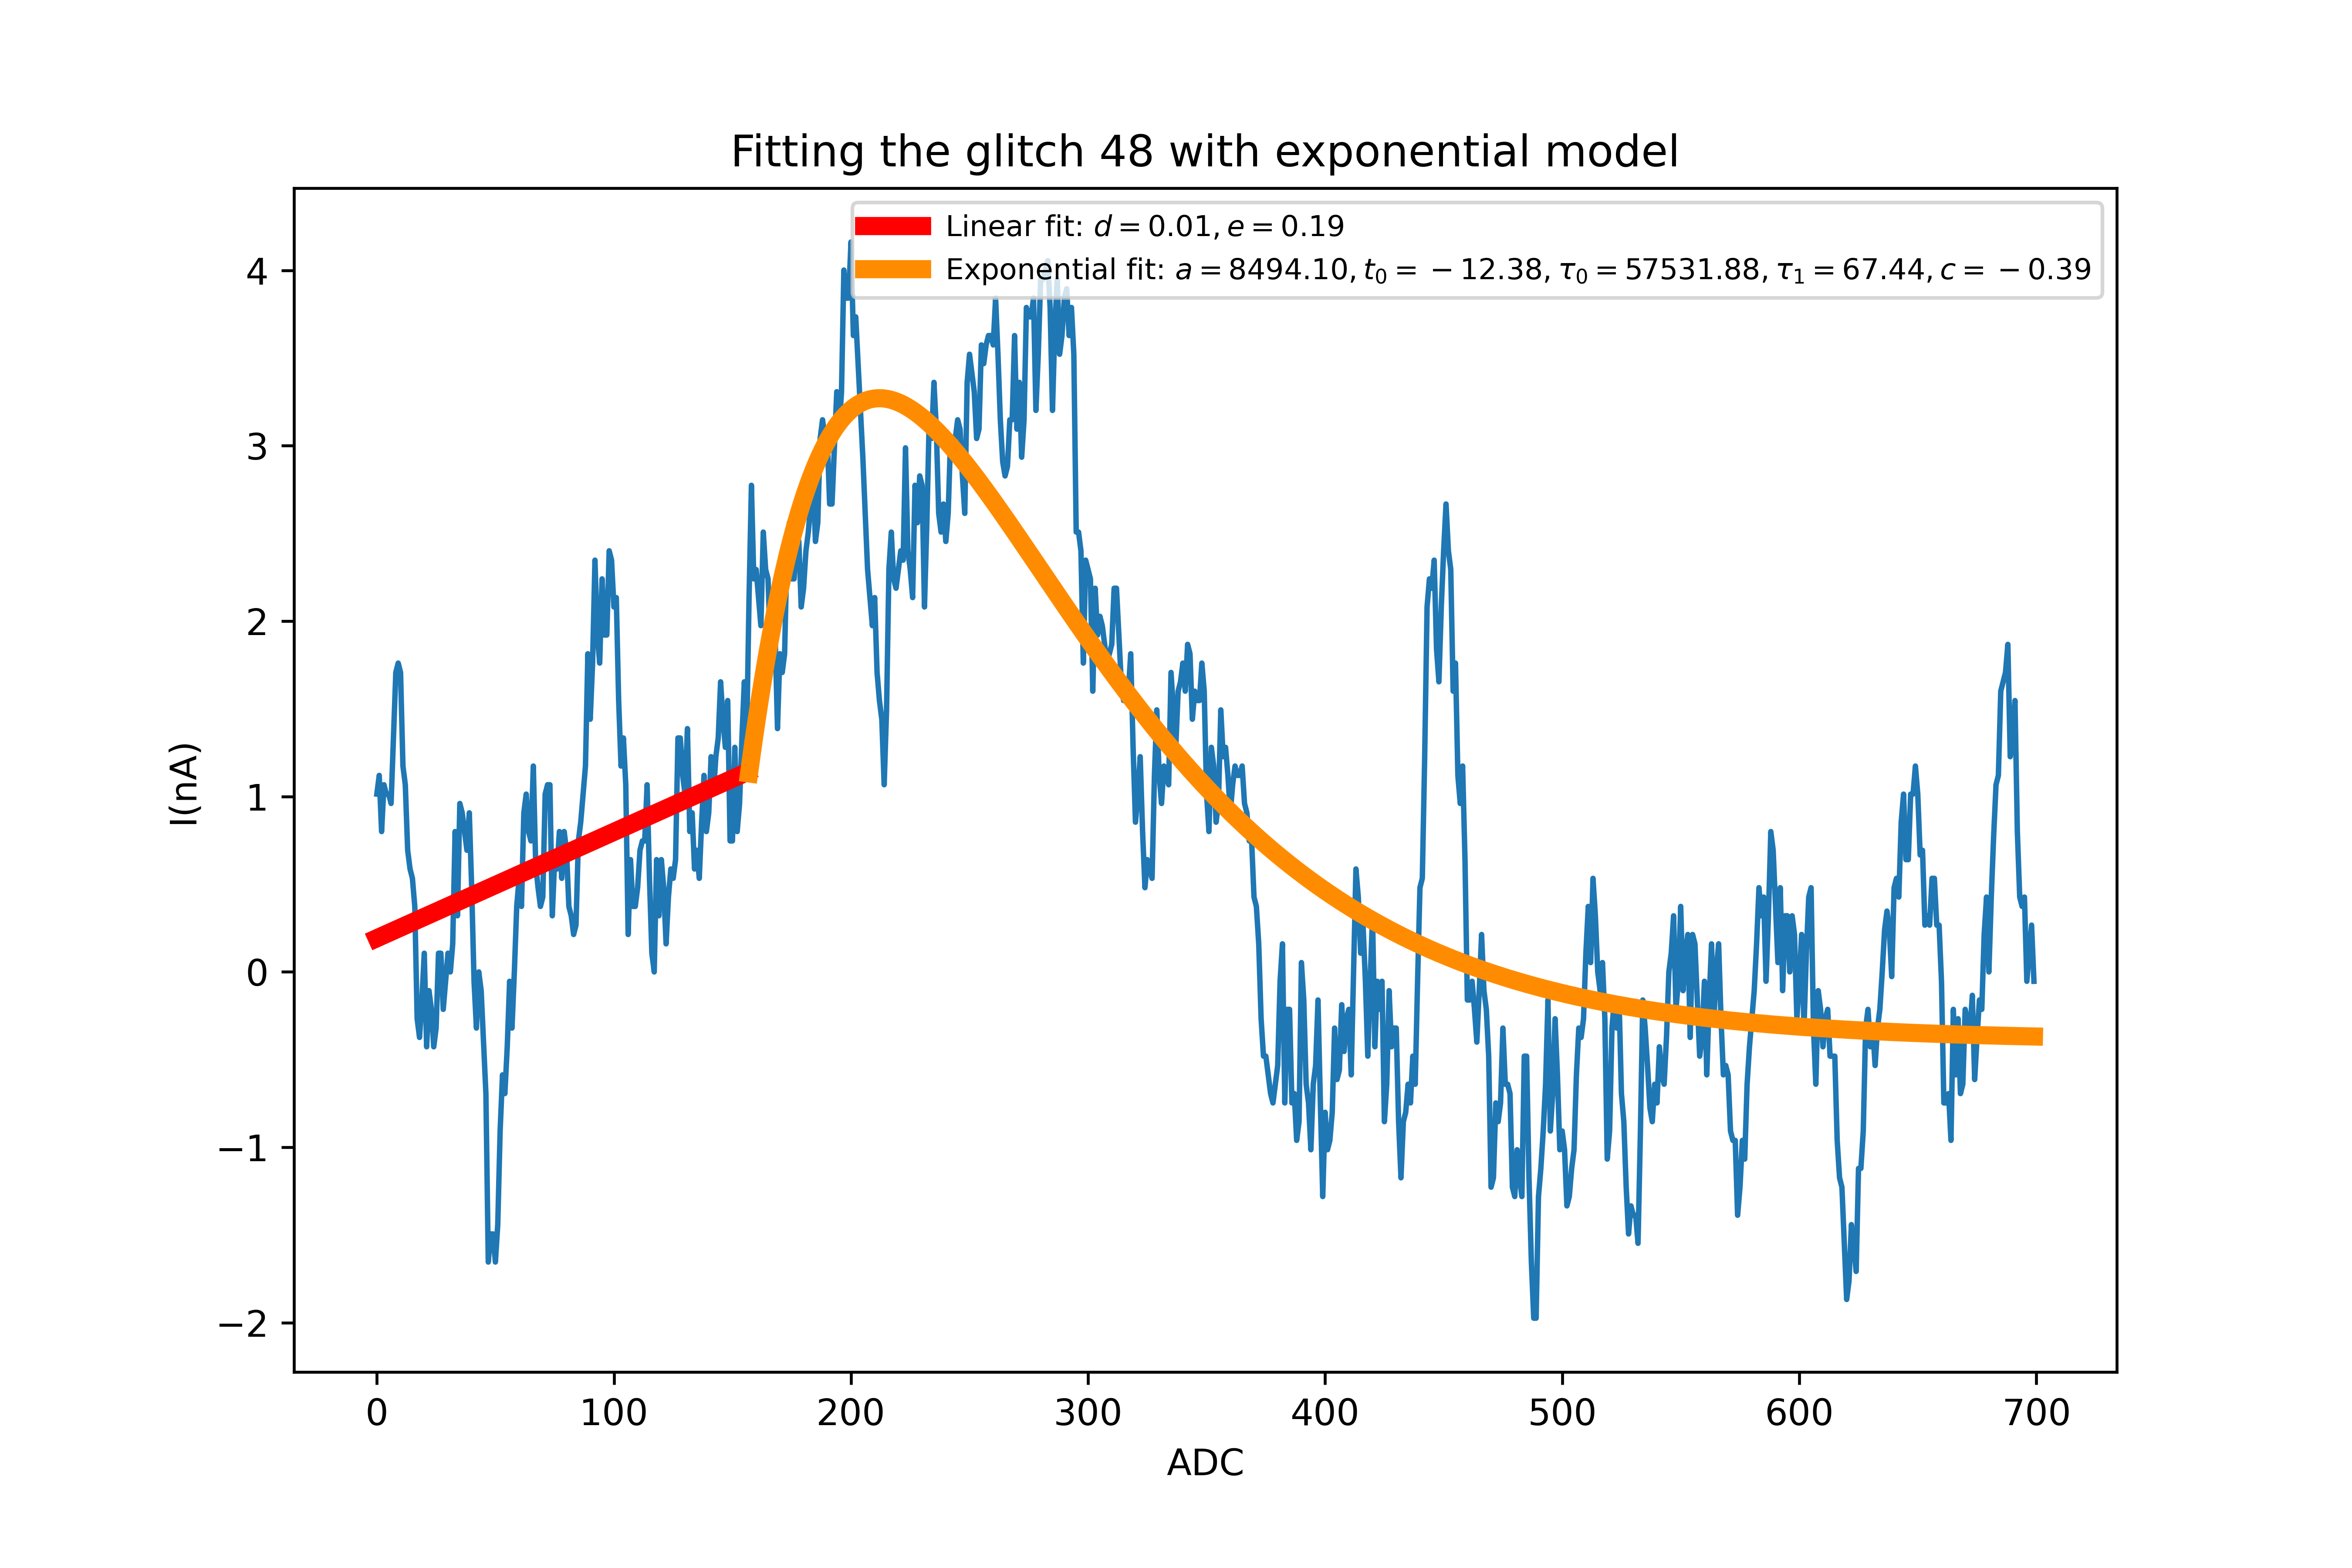 Fitting the glitch 48 with exponential model
Linear fit: d = 0.01, e = 0.19
Exponential fit: a = 8494.10, t₀ = −12.38, τ₀ = 57531.88, τ₁ = 67.44, c = −0.39
4
3
2
1
0
−1
−2
I(nA)
0 100 200 300 400 500 600 700
ADC